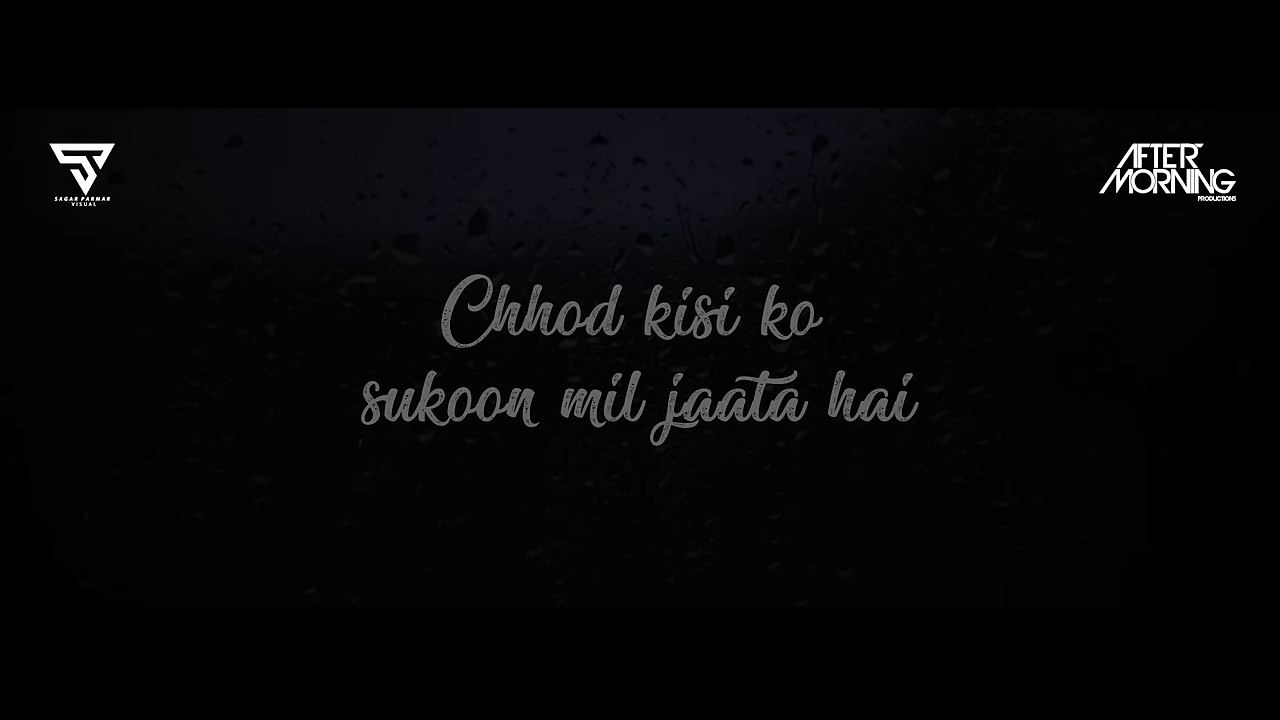 SAGAR PARMAR
VISUAL
AFTER
MORNING
PRODUCTIONS
Chhod kisi ko
sukoon mil jaata hai